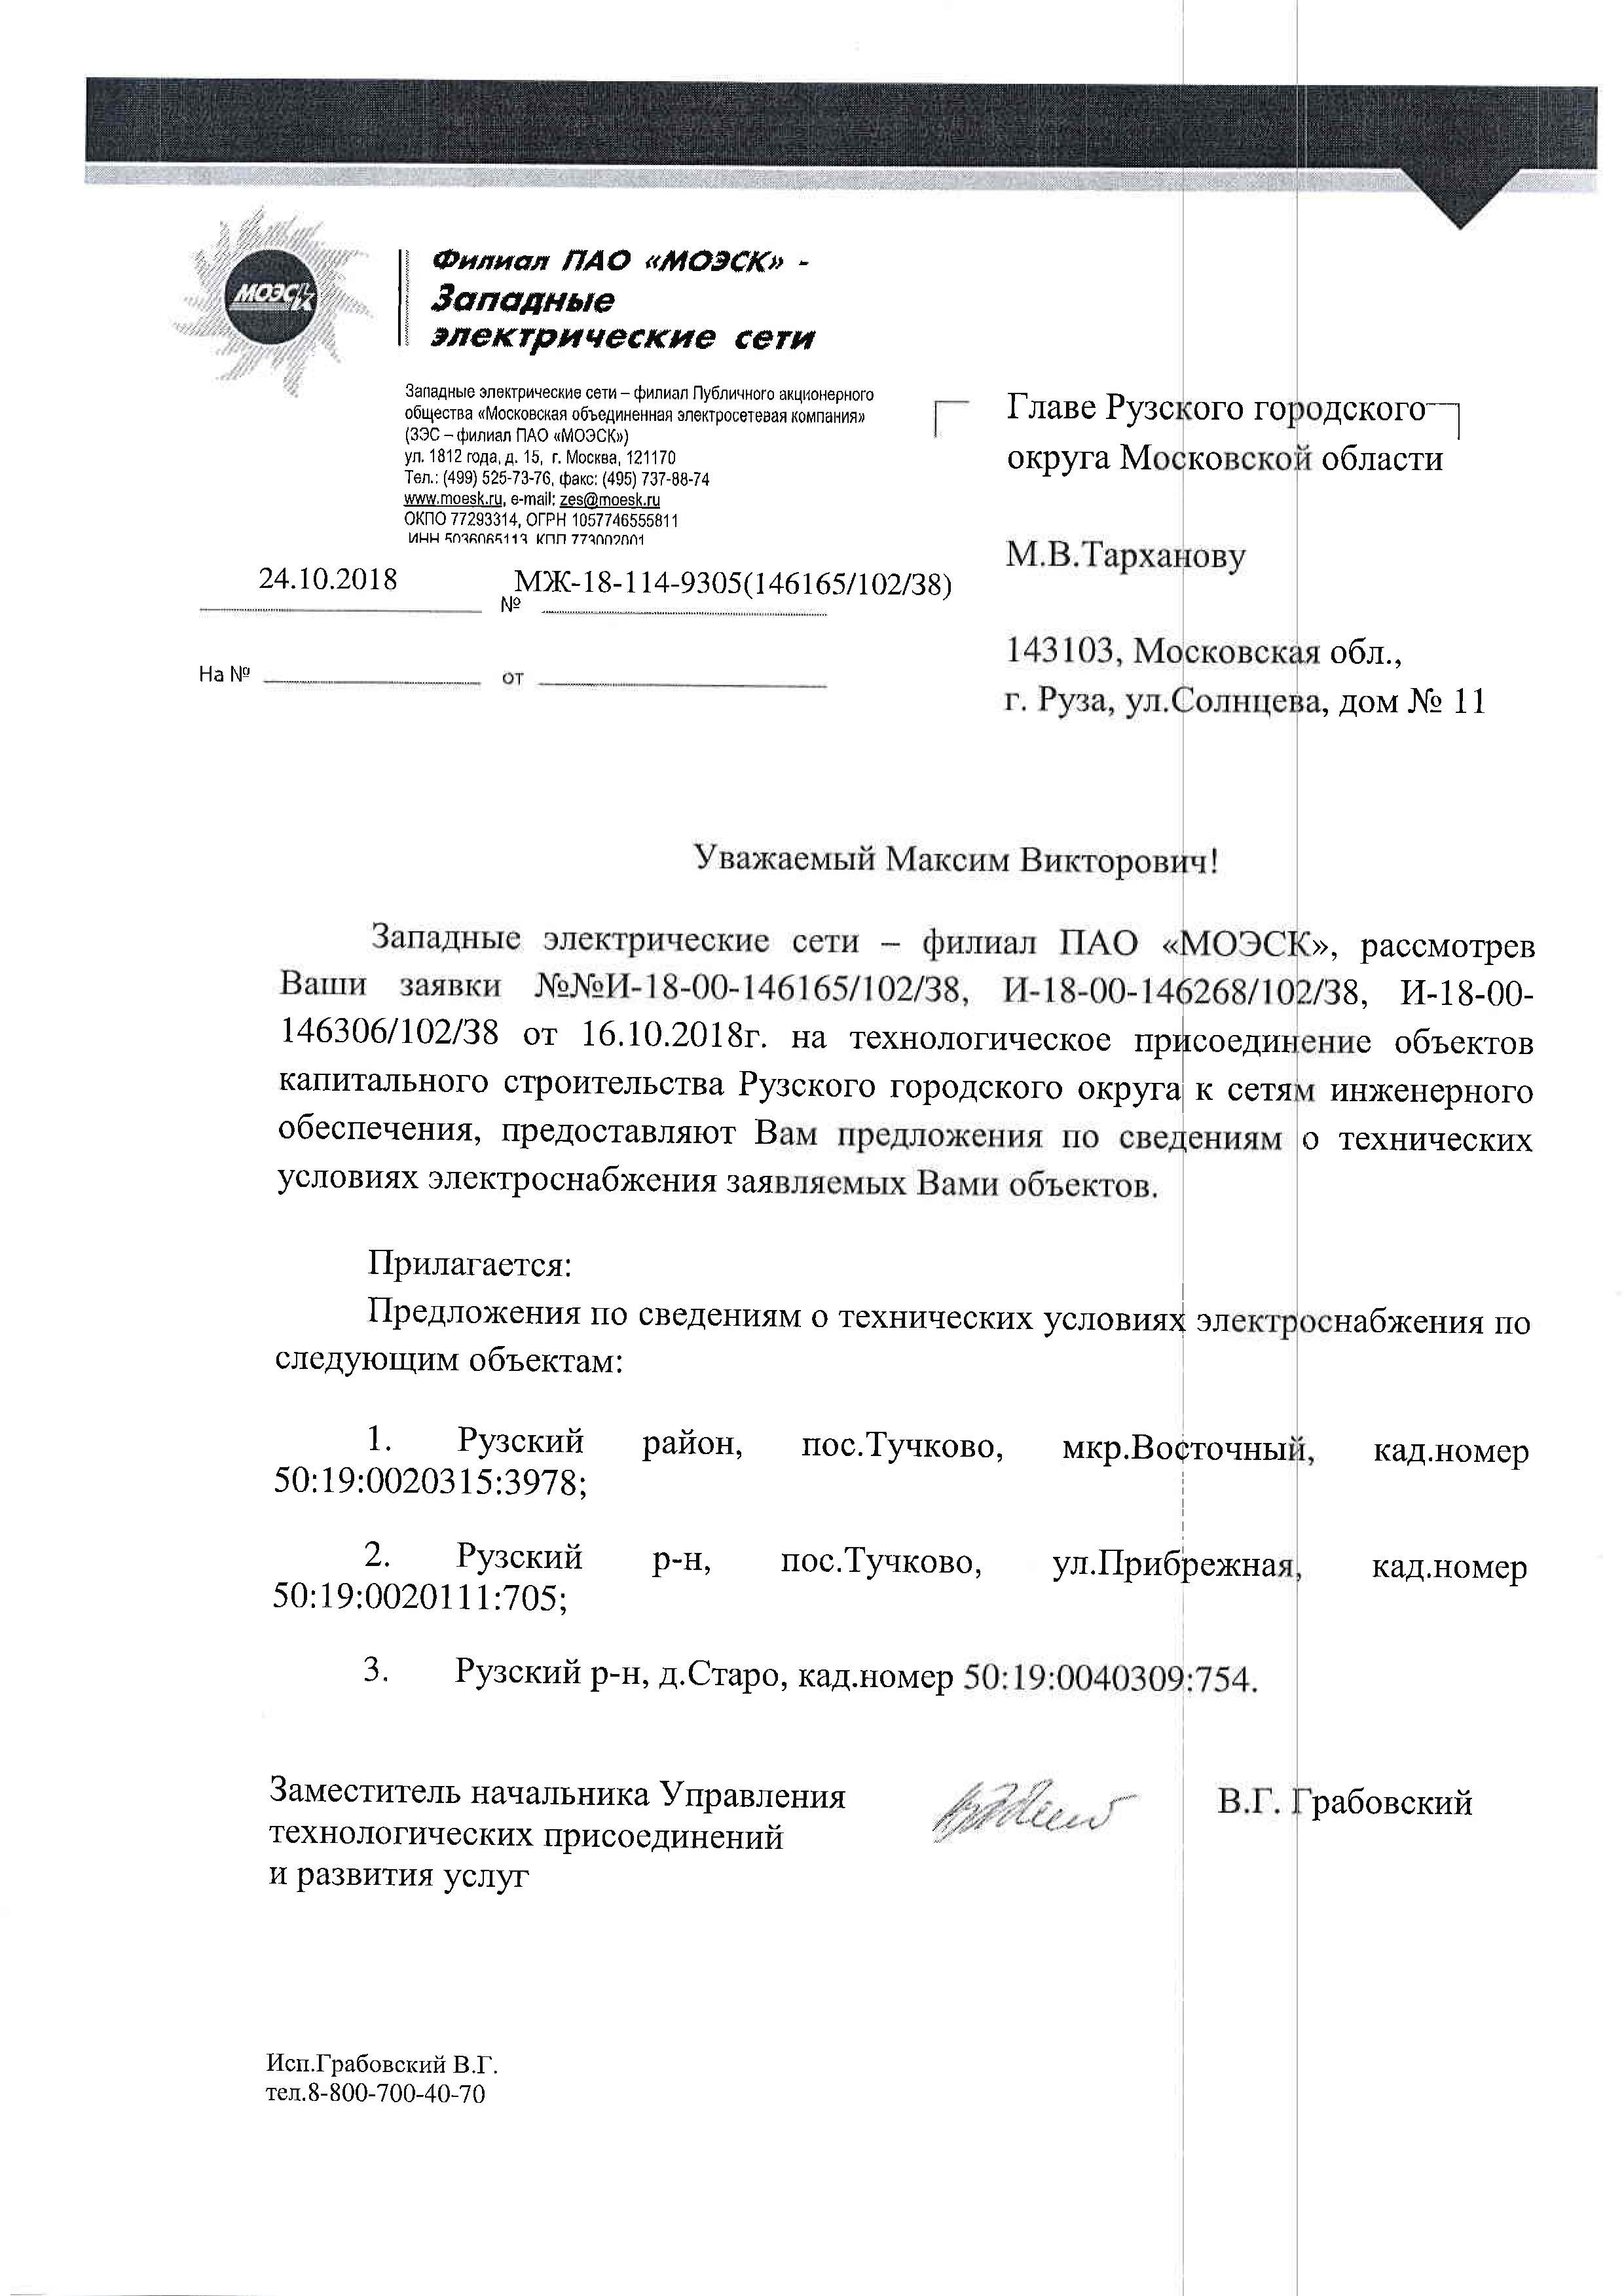 МОЭСК
Филиал ПАО «МОЭСК» -
Западные
электрические сети
Западные электрические сети – филиал Публичного акционерного
общества «Московская объединенная электросетевая компания»
(ЗЭС – филиал ПАО «МОЭСК»)
ул. 1812 года, д. 15, г. Москва, 121170
Тел.: (499) 525-73-76, факс: (495) 737-88-74
www.moesk.ru, e-mail: zes@moesk.ru
ОКПО 77293314, ОГРН 1057746555811
ИНН 5036065113, КПП 773002001
24.10.2018 № МЖ-18-114-9305(146165/102/38)
На № от
Главе Рузского городского
округа Московской области
М.В.Тарханову
143103, Московская обл.,
г. Руза, ул.Солнцева, дом № 11
Уважаемый Максим Викторович!
Западные электрические сети – филиал ПАО «МОЭСК», рассмотрев
Ваши заявки №№И-18-00-146165/102/38, И-18-00-146268/102/38, И-18-00-
146306/102/38 от 16.10.2018г. на технологическое присоединение объектов
капитального строительства Рузского городского округа к сетям инженерного
обеспечения, предоставляют Вам предложения по сведениям о технических
условиях электроснабжения заявляемых Вами объектов.
Прилагается:
Предложения по сведениям о технических условиях электроснабжения по
следующим объектам:
1. Рузский район, пос.Тучково, мкр.Восточный, кад.номер
50:19:0020315:3978;
2. Рузский р-н, пос.Тучково, ул.Прибрежная, кад.номер
50:19:0020111:705;
3. Рузский р-н, д.Старо, кад.номер 50:19:0040309:754.
Заместитель начальника Управления
технологических присоединений
и развития услуг
В.Г. Грабовский
Исп.Грабовский В.Г.
тел.8-800-700-40-70